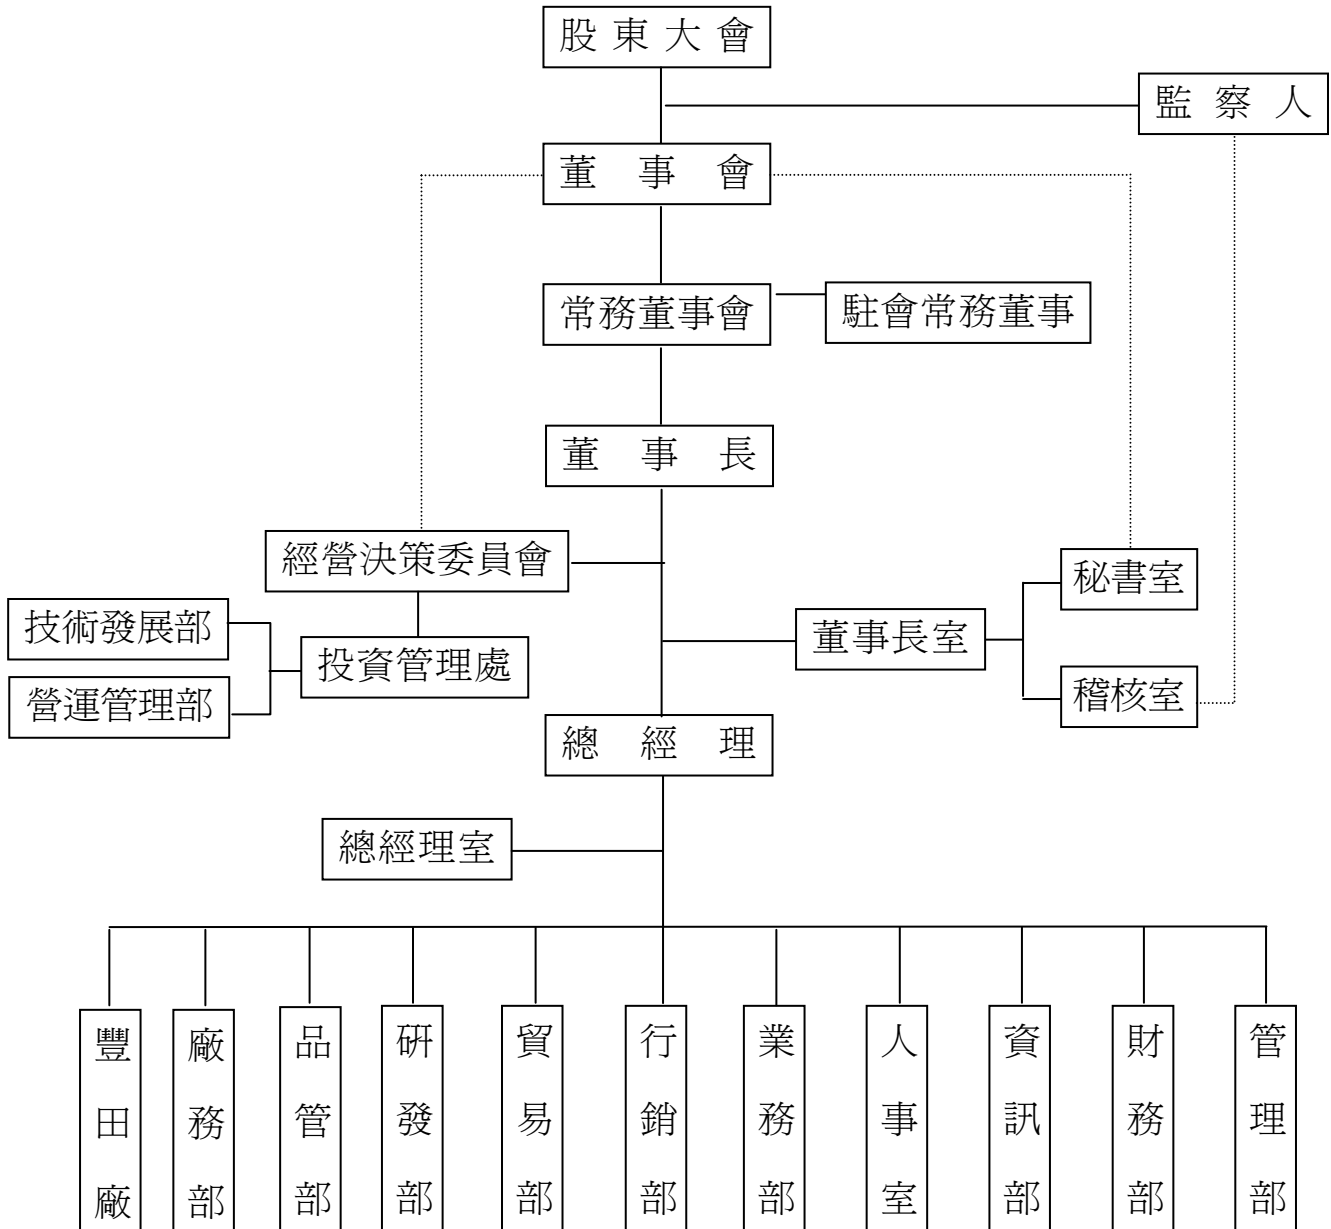 股東大會
監察人
董事會
常務董事會
駐會常務董事
董事長
經營決策委員會
秘書室
技術發展部
董事長室
投資管理處
營運管理部
稽核室
總經理
總經理室
豐田廠
廠務部
品管部
研發部
貿易部
行銷部
業務部
人事室
資訊部
財務部
管理部